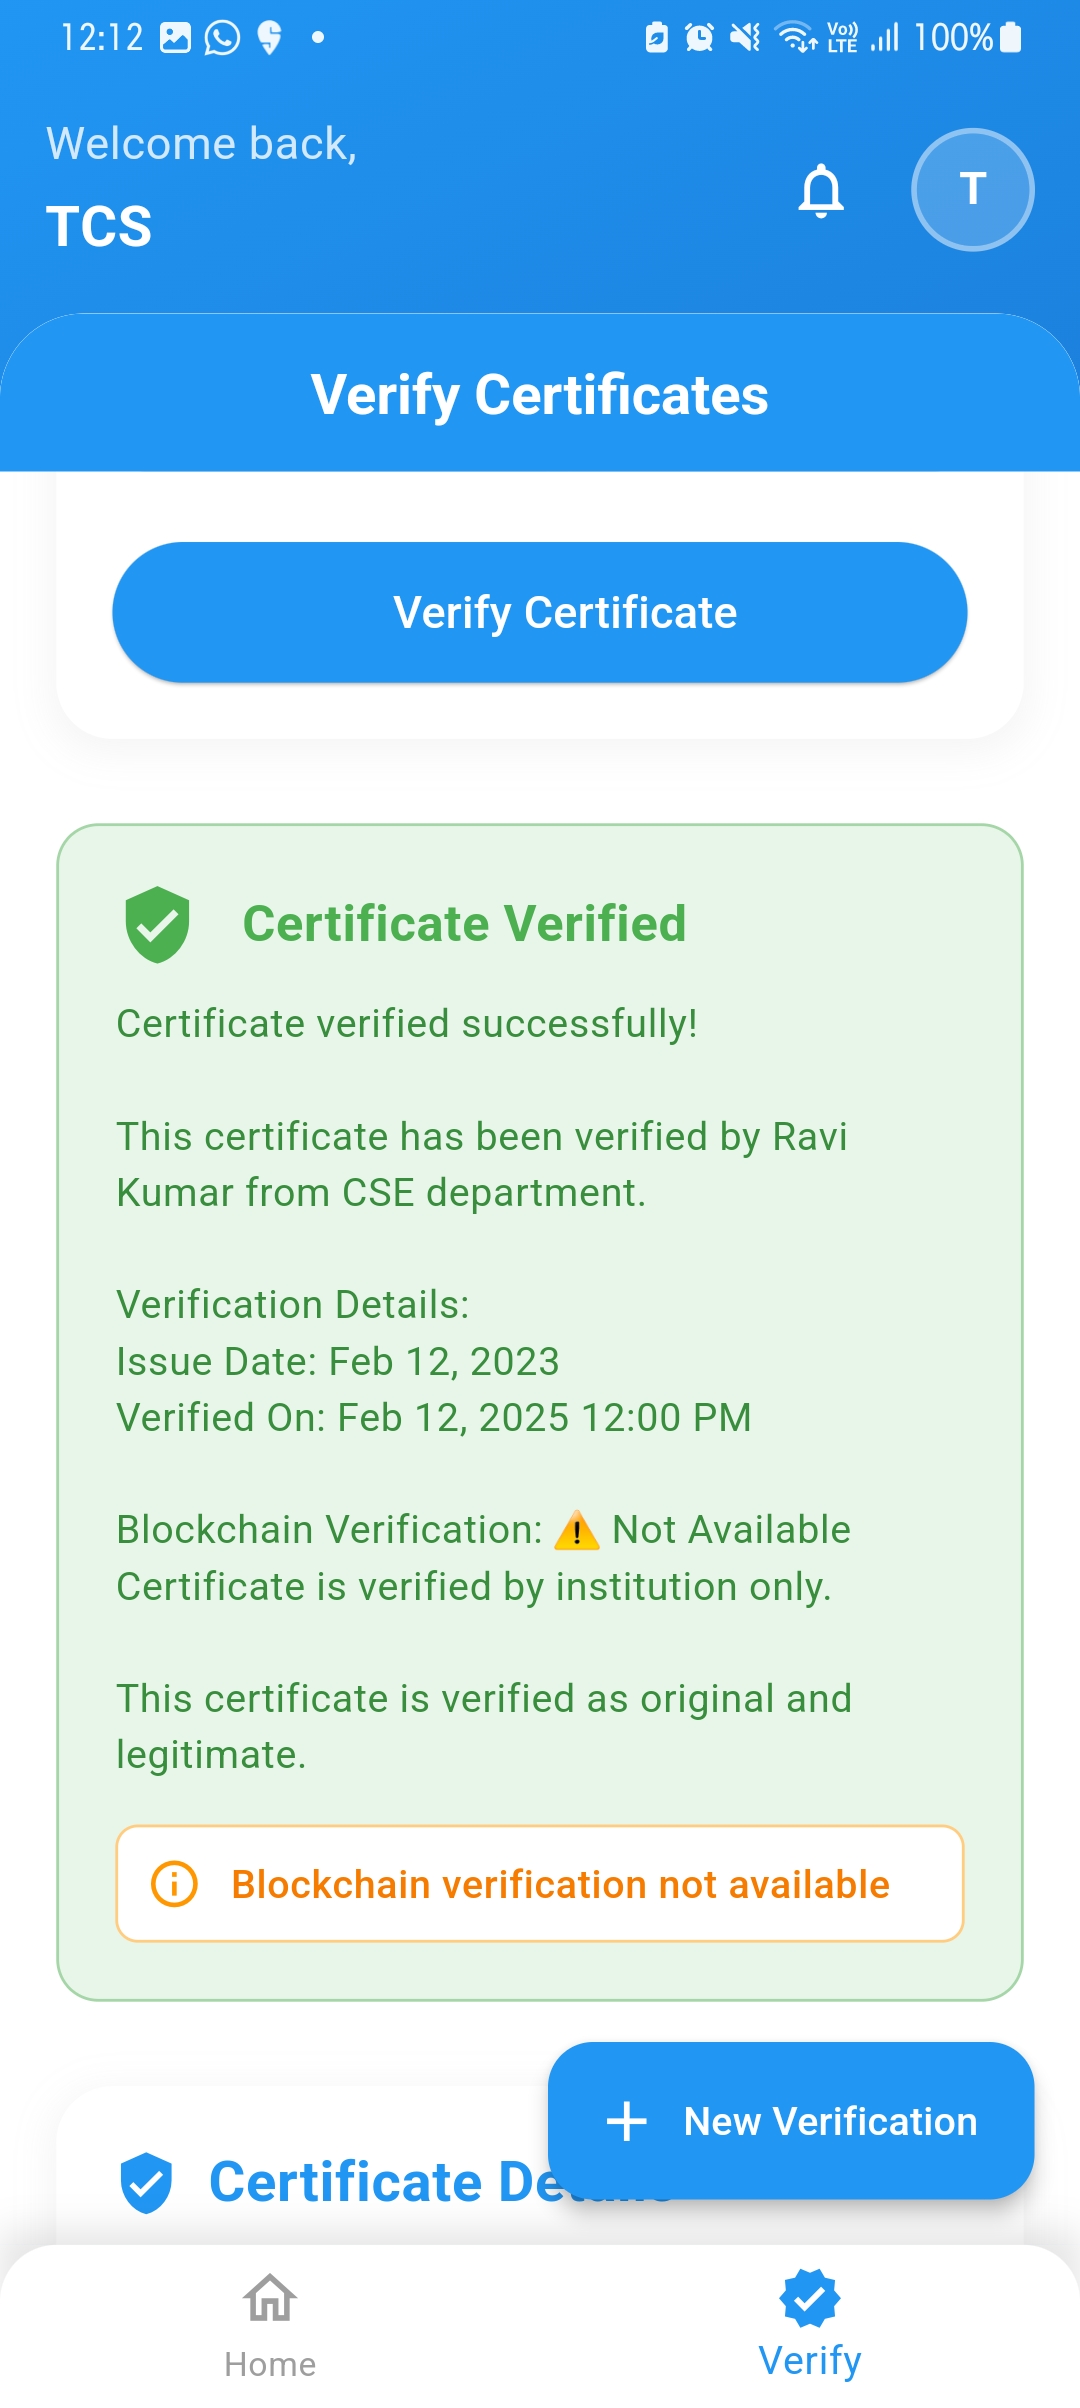 12:12
Vo)) LTE
100%
Welcome back,
TCS
T
Verify Certificates
Verify Certificate
Certificate Verified
Certificate verified successfully!
This certificate has been verified by Ravi
Kumar from CSE department.
Verification Details:
Issue Date: Feb 12, 2023
Verified On: Feb 12, 2025 12:00 PM
Blockchain Verification: ⚠️ Not Available
Certificate is verified by institution only.
This certificate is verified as original and
legitimate.
Blockchain verification not available
New Verification
Certificate
Home
Verify